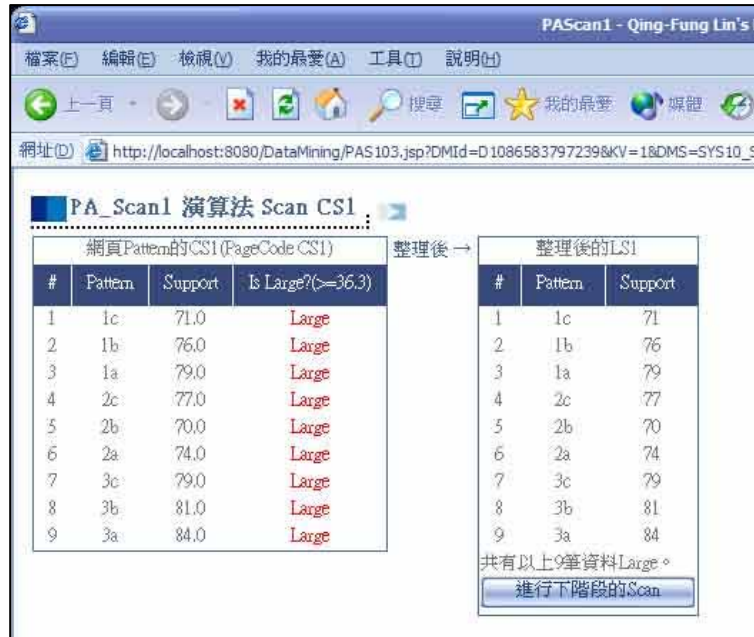 PAScan1 - Qing-Fung Lin's
檔案(F) 編輯(E) 檢視(V) 我的最愛(A) 工具(T) 說明(H)
上一頁 搜尋 我的最愛 媒體
網址(D) http://localhost:8080/DataMining/PAS103.jsp?DMId=D1086583797239&KV=1&DMS=SYS10_S
PA_Scan1 演算法 Scan CS1
網頁Pattern的CS1(PageCode CS1) 整理後→ 整理後的LS1
# Pattern Support Is Large?(>=36.3) # Pattern Support
1 1c 71.0 Large 1 1c 71
2 1b 76.0 Large 2 1b 76
3 1a 79.0 Large 3 1a 79
4 2c 77.0 Large 4 2c 77
5 2b 70.0 Large 5 2b 70
6 2a 74.0 Large 6 2a 74
7 3c 79.0 Large 7 3c 79
8 3b 81.0 Large 8 3b 81
9 3a 84.0 Large 9 3a 84
共有以上9筆資料Large。
進行下階段的Scan